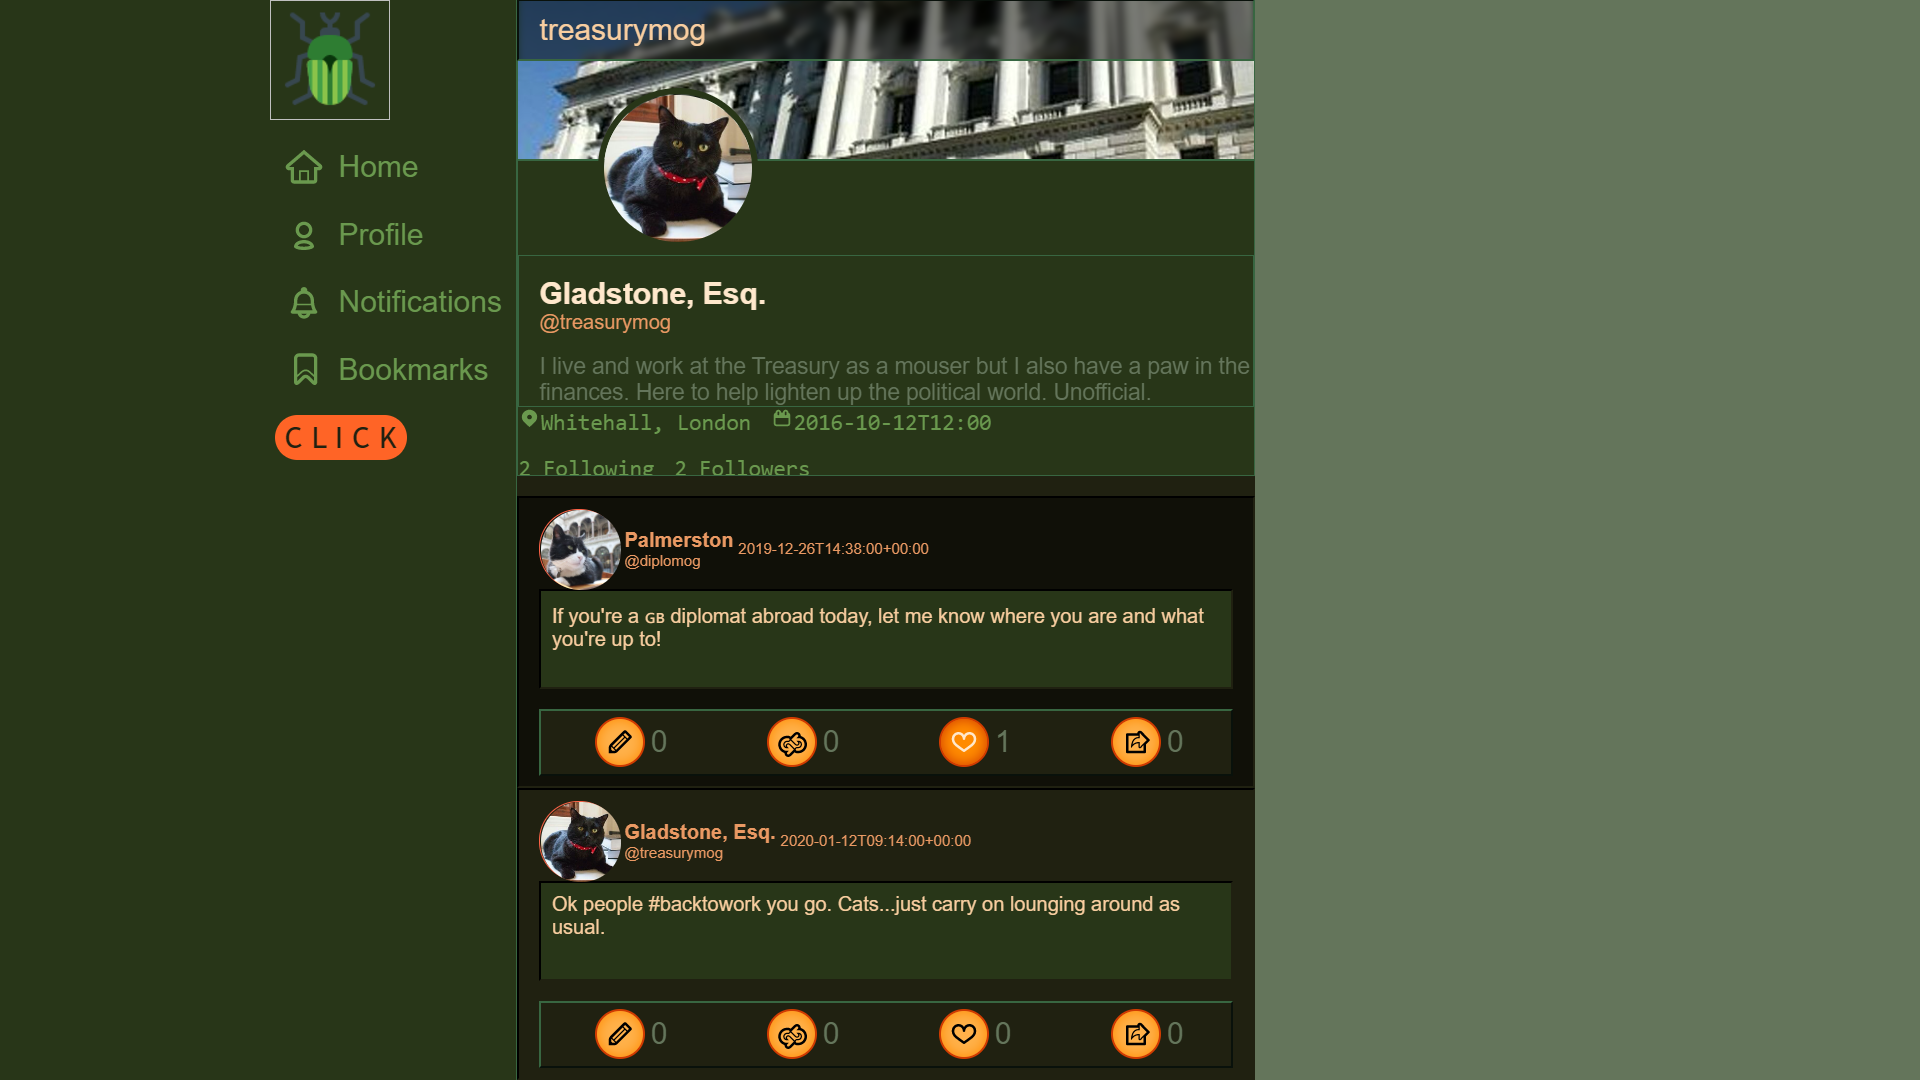 treasurymog
Home
Profile
Notifications
Bookmarks
CLICK
Gladstone, Esq.
@treasurymog
I live and work at the Treasury as a mouser but I also have a paw in the
finances. Here to help lighten up the political world. Unofficial.
Whitehall, London 2016-10-12T12:00
2 Following 2 Followers
Palmerston 2019-12-26T14:38:00+00:00
@diplomog
If you're a GB diplomat abroad today, let me know where you are and what
you're up to!
0 0 1 0
Gladstone, Esq. 2020-01-12T09:14:00+00:00
@treasurymog
Ok people #backtowork you go. Cats...just carry on lounging around as
usual.
0 0 0 0